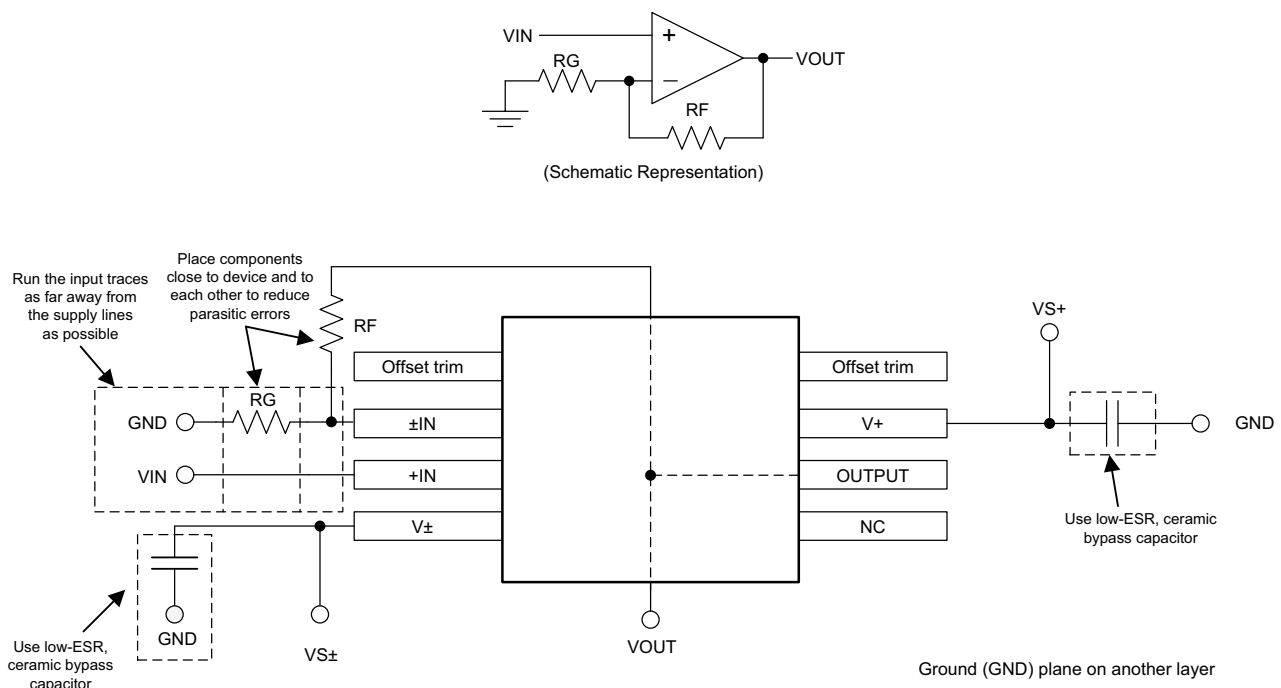 VIN
RG
VOUT
RF
(Schematic Representation)
Place components
close to device and to
each other to reduce
parasitic errors
Run the input traces
as far away from
the supply lines
as possible
RF
VS+
Offset trim
Offset trim
RG
GND
±IN
V+
GND
VIN
+IN
OUTPUT
V±
NC
Use low-ESR, ceramic
bypass capacitor
GND
Use low-ESR,
ceramic bypass
capacitor
VS±
VOUT
Ground (GND) plane on another layer